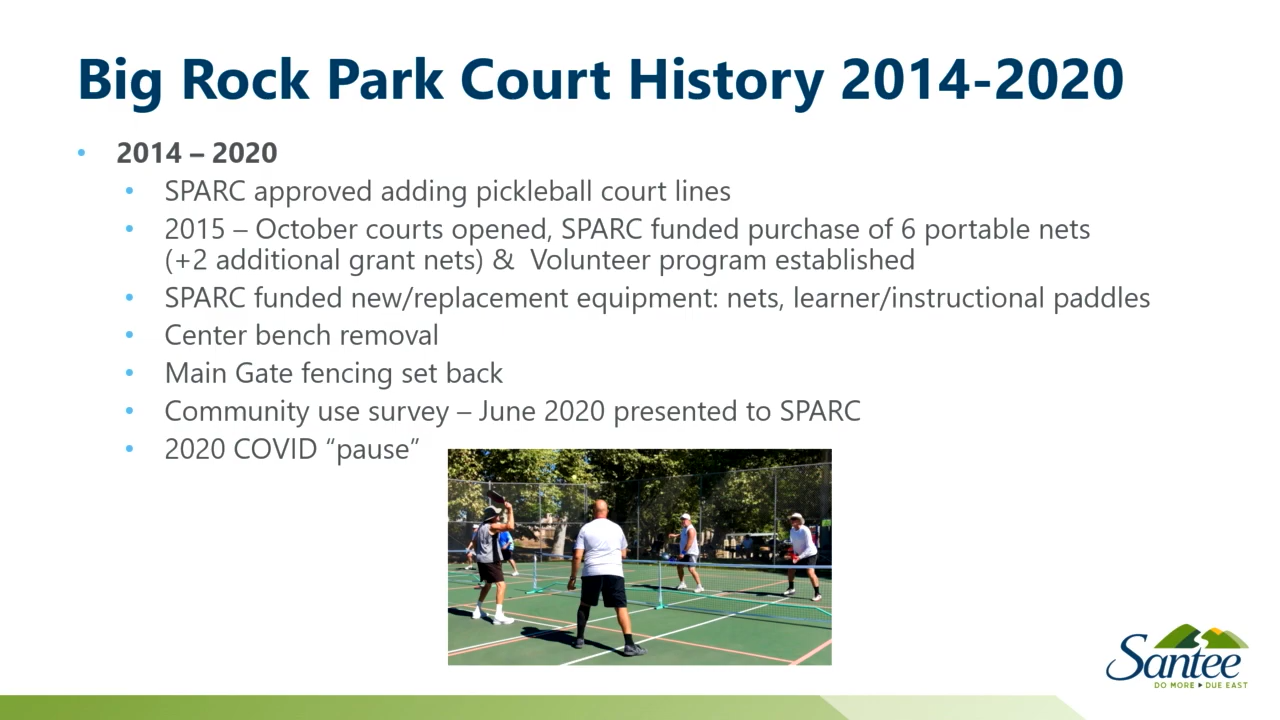 Big Rock Park Court History 2014-2020
• 2014 – 2020
• SPARC approved adding pickleball court lines
• 2015 – October courts opened, SPARC funded purchase of 6 portable nets
(+2 additional grant nets) &  Volunteer program established
• SPARC funded new/replacement equipment: nets, learner/instructional paddles
• Center bench removal
• Main Gate fencing set back
• Community use survey – June 2020 presented to SPARC
• 2020 COVID “pause”
Santee
DO MORE ▸ DUE EAST